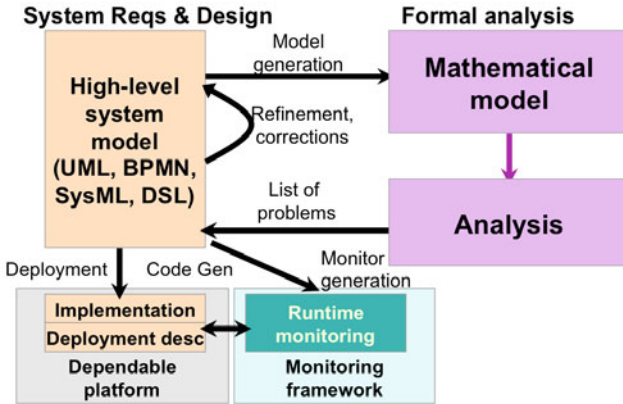 System Reqs & Design
Formal analysis
High-level
system
model
(UML, BPMN,
SysML, DSL)
Model
generation
Mathematical
model
Refinement,
corrections
List of
problems
Analysis
Deployment
Code Gen
Monitor
generation
Implementation
Deployment desc
Runtime
monitoring
Dependable
platform
Monitoring
framework